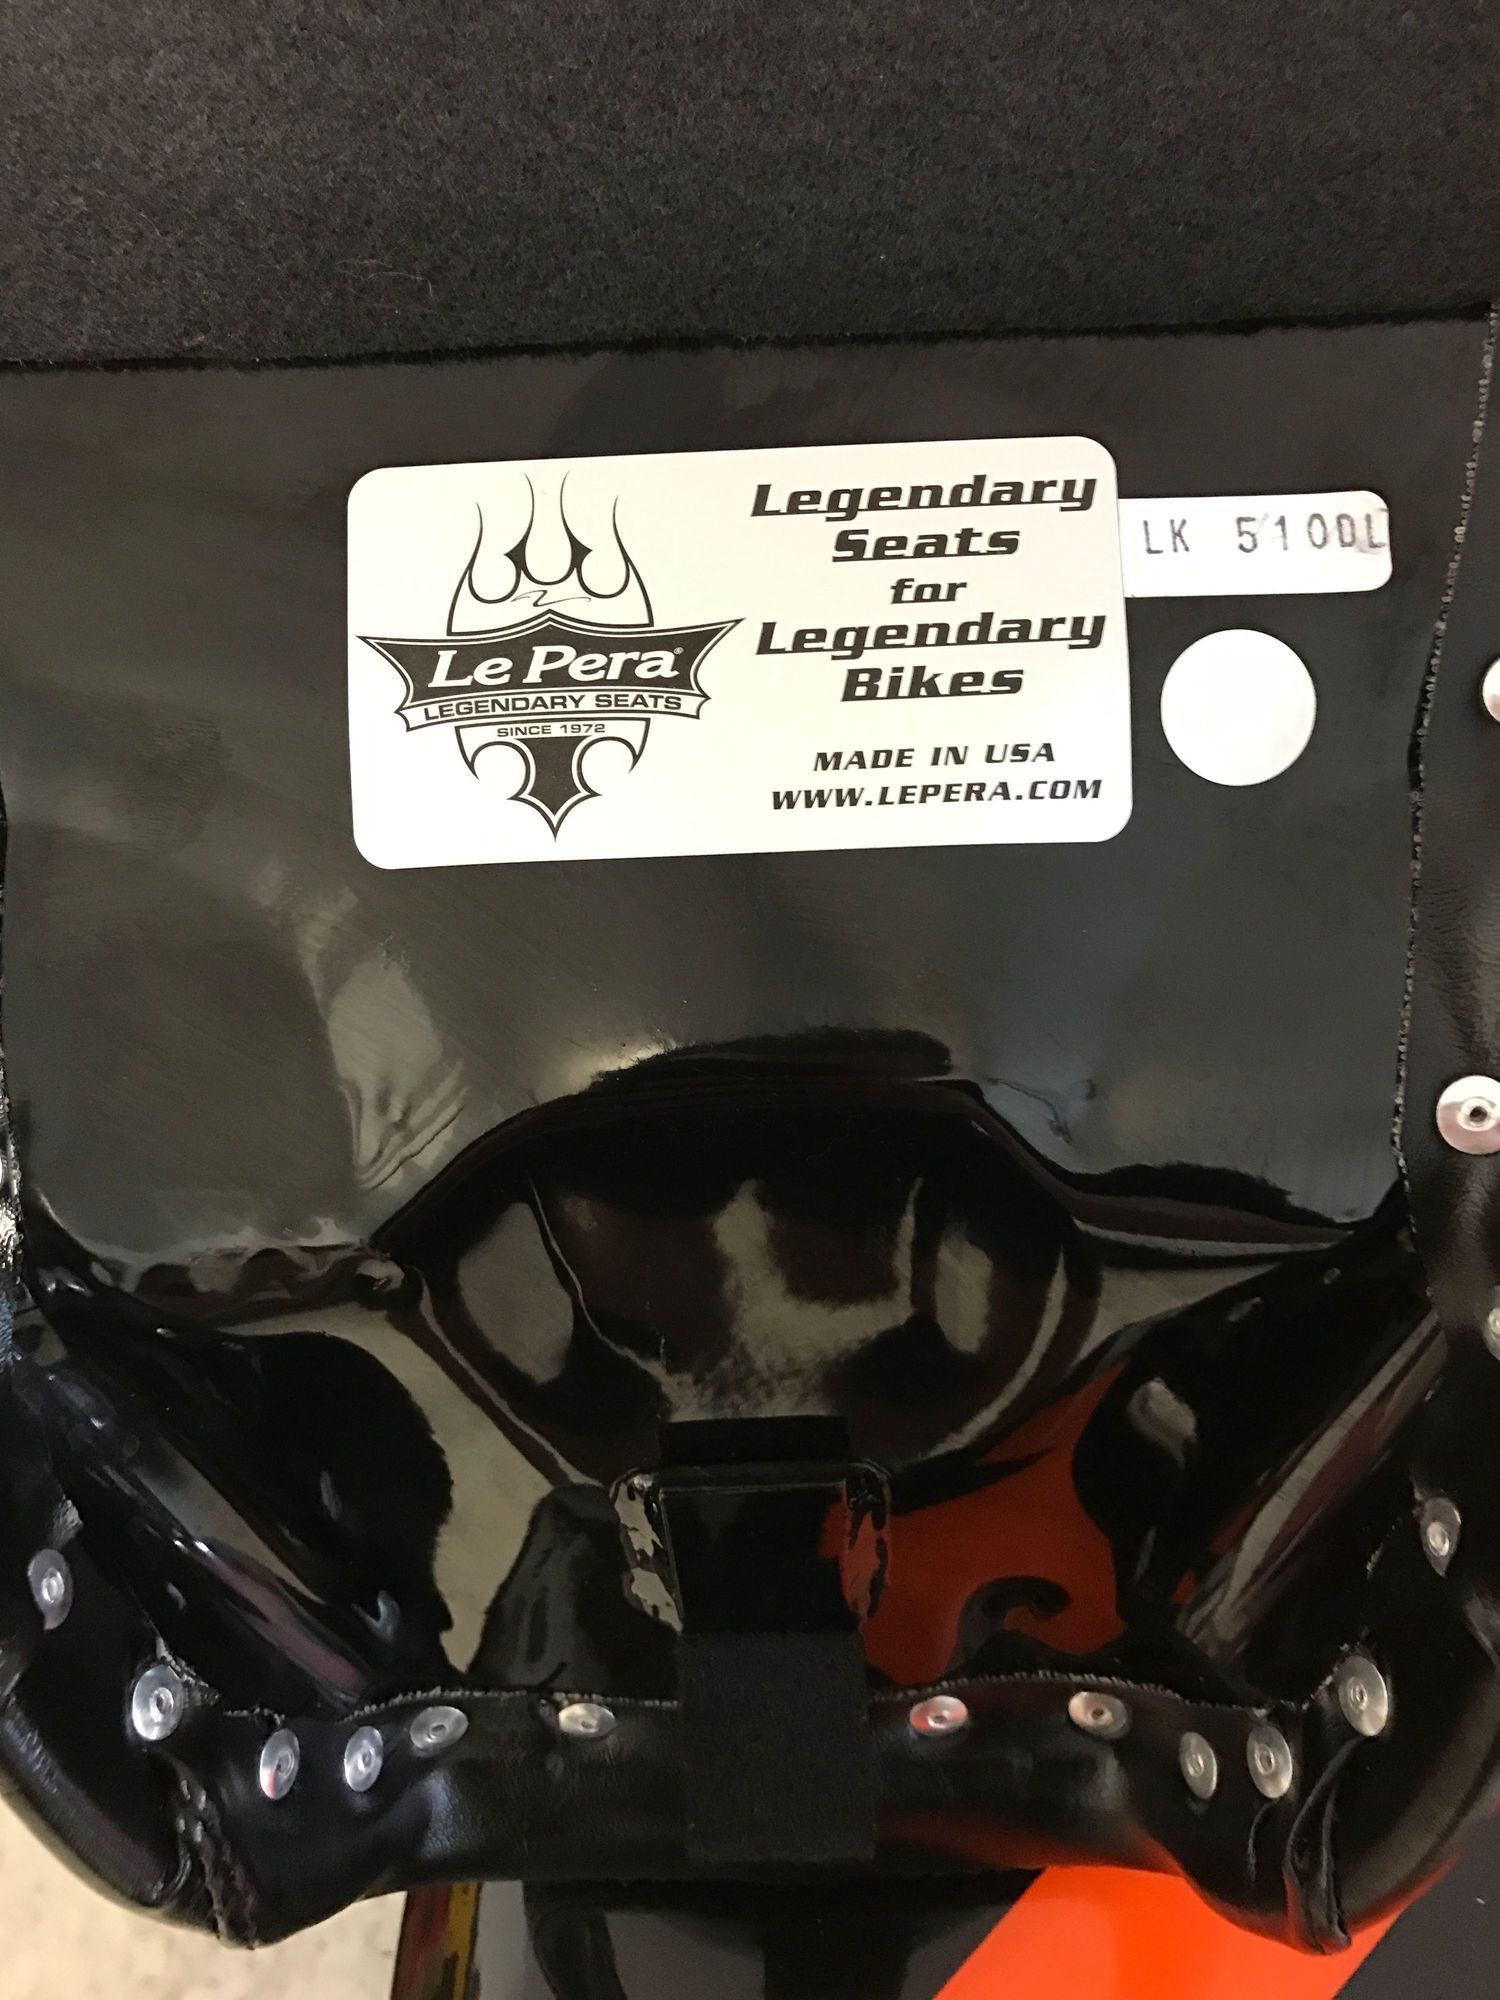 Le Pera®
LEGENDARY SEATS
SINCE 1972
Legendary
Seats
for
Legendary
Bikes
MADE IN USA
WWW.LEPERA.COM
LK 510DL